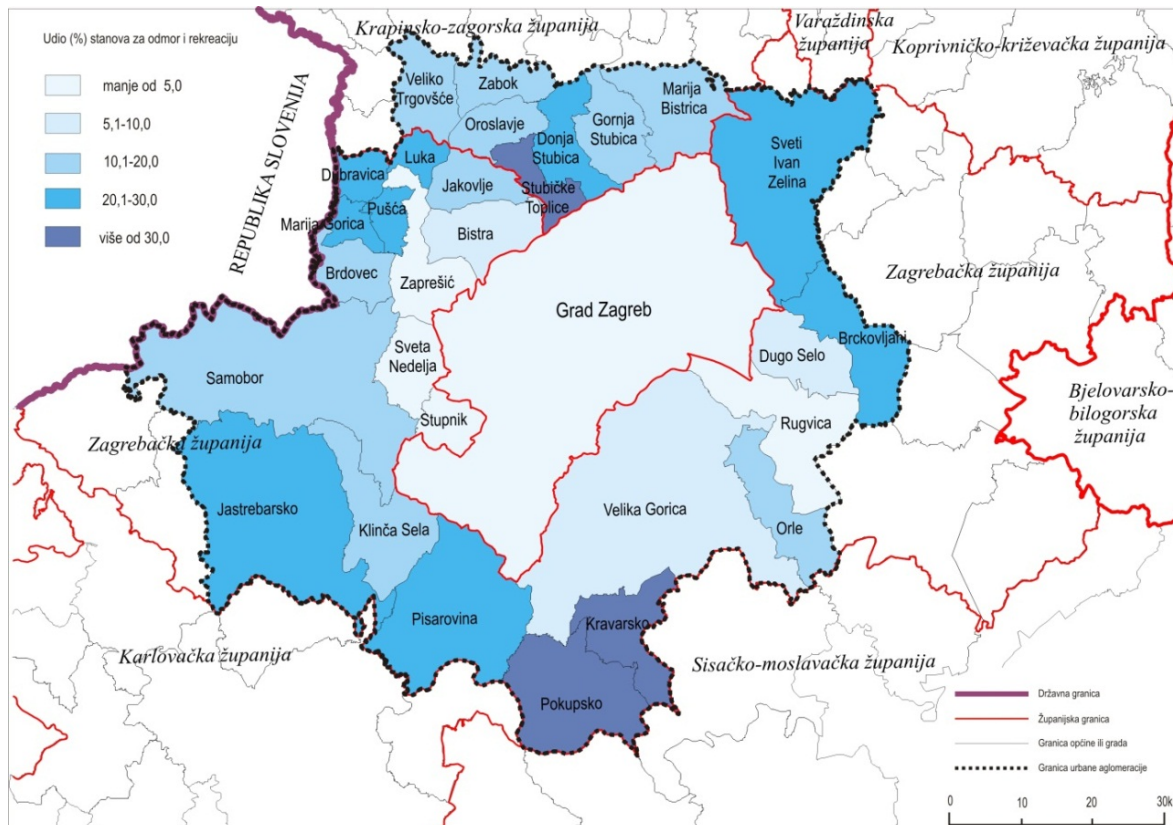 Udio (%) stanova za odmor i rekreaciju
manje od 5,0
5,1-10,0
10,1-20,0
20,1-30,0
više od 30,0
REPUBLIKA SLOVENIJA
Krapinsko-zagorska županija
Varaždinska
županija
Koprivničko-križevačka županija
Veliko
Trgovšće
Zabok
Marija
Bistrica
Oroslavje
Gornja
Stubica
Donja
Stubica
Sveti
Ivan
Zelina
Luka
Dubravica
Jakovlje
Stubičke
Toplice
Pušća
Marija Gorica
Bistra
Brdovec
Zaprešić
Zagrebačka županija
Grad Zagreb
Brckovljani
Sveta
Nedelja
Dugo Selo
Samobor
Stupnik
Rugvica
Bjelovarsko-
bilogorska
županija
Zagrebačka županija
Jastrebarsko
Klinča Sela
Velika Gorica
Orle
Pisarovina
Kravarsko
Karlovačka županija
Sisačko-moslavačka županija
Pokupsko
Državna granica
Županijska granica
Granica općine ili grada
Granica urbane aglomeracije
0 10 20 30k